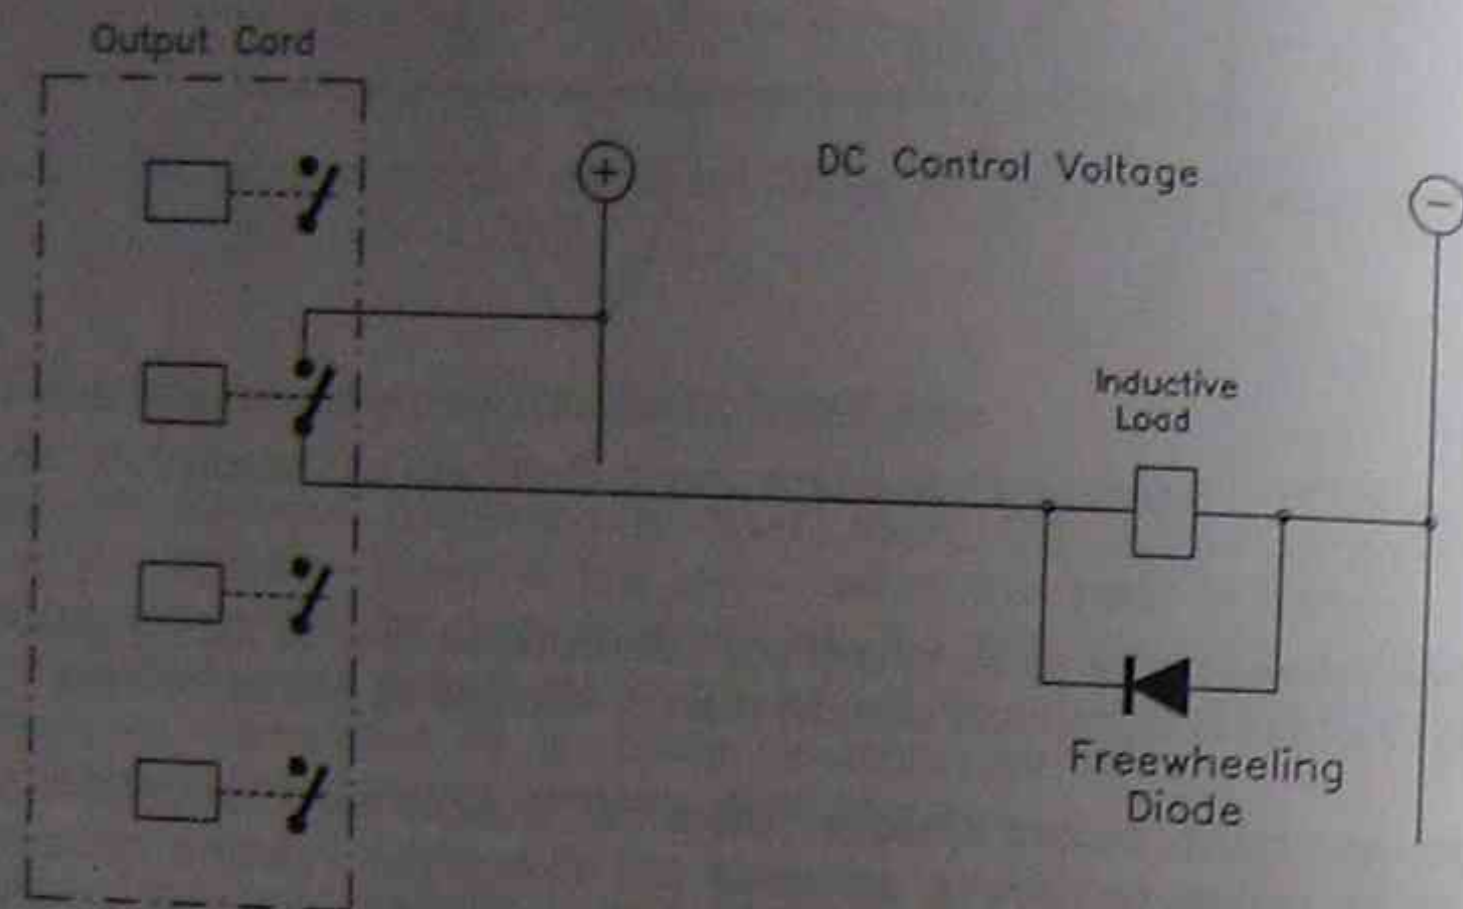 Output Card
+
DC Control Voltage
−
Inductive
Load
Freewheeling
Diode